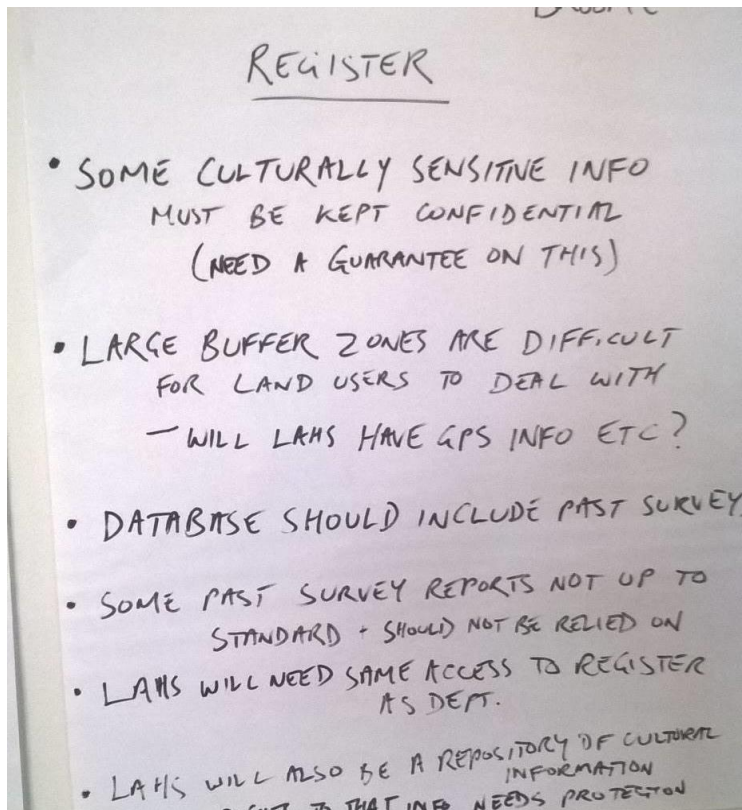 REGISTER
• SOME CULTURALLY SENSITIVE INFO
MUST BE KEPT CONFIDENTIAL
(NEED A GUARANTEE ON THIS)
• LARGE BUFFER ZONES ARE DIFFICULT
FOR LAND USERS TO DEAL WITH
— WILL LAHS HAVE GPS INFO ETC?
• DATABASE SHOULD INCLUDE PAST SURVEY
• SOME PAST SURVEY REPORTS NOT UP TO
STANDARD + SHOULD NOT BE RELIED ON
• LAHS WILL NEED SAME ACCESS TO REGISTER
AS DEPT.
• LAHS WILL ALSO BE A REPOSITORY OF CULTURAL
INFORMATION
TO THAT INFO NEEDS PROTECTION